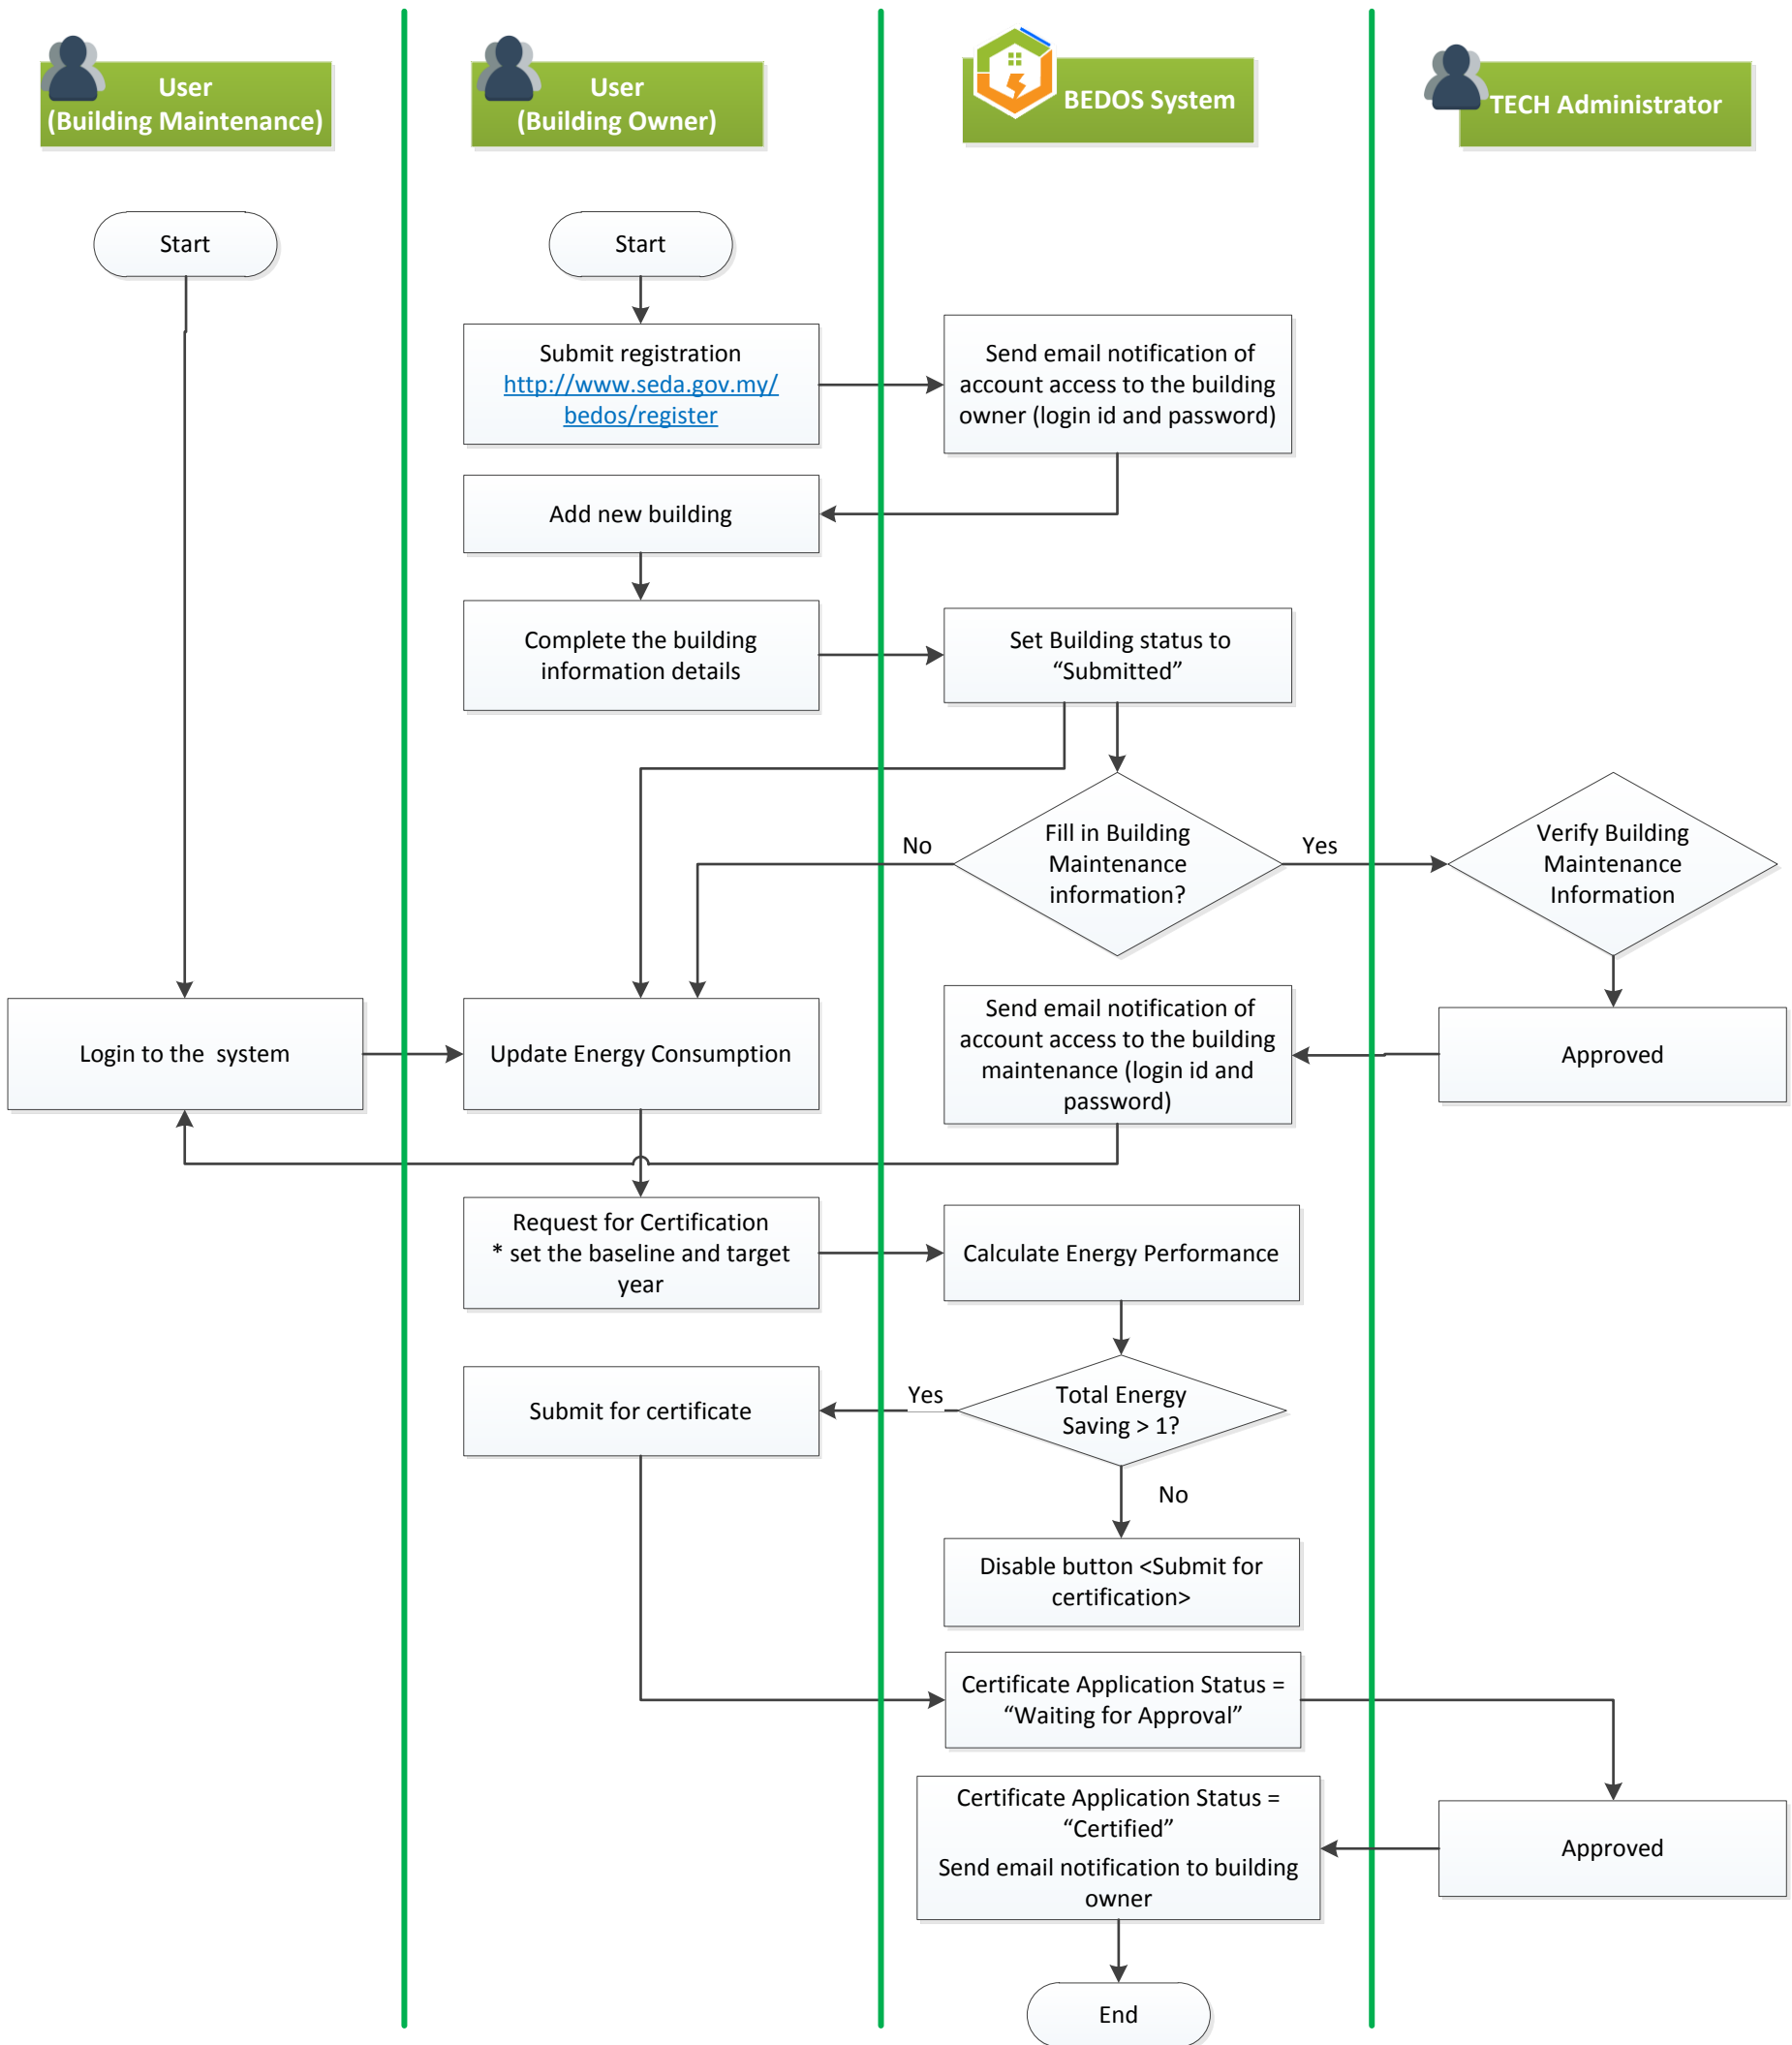 User
(Building Maintenance)
User
(Building Owner)
BEDOS System
TECH Administrator
Start
Start
Submit registration
http://www.seda.gov.my/
bedos/register
Send email notification of
account access to the building
owner (login id and password)
Add new building
Complete the building
information details
Set Building status to
“Submitted”
No
Fill in Building
Maintenance
information?
Yes
Verify Building
Maintenance
Information
Login to the  system
Update Energy Consumption
Send email notification of
account access to the building
maintenance (login id and
password)
Approved
Request for Certification
* set the baseline and target
year
Calculate Energy Performance
Submit for certificate
Yes
Total Energy
Saving > 1?
No
Disable button <Submit for
certification>
Certificate Application Status =
“Waiting for Approval”
Certificate Application Status =
“Certified”
Send email notification to building
owner
Approved
End